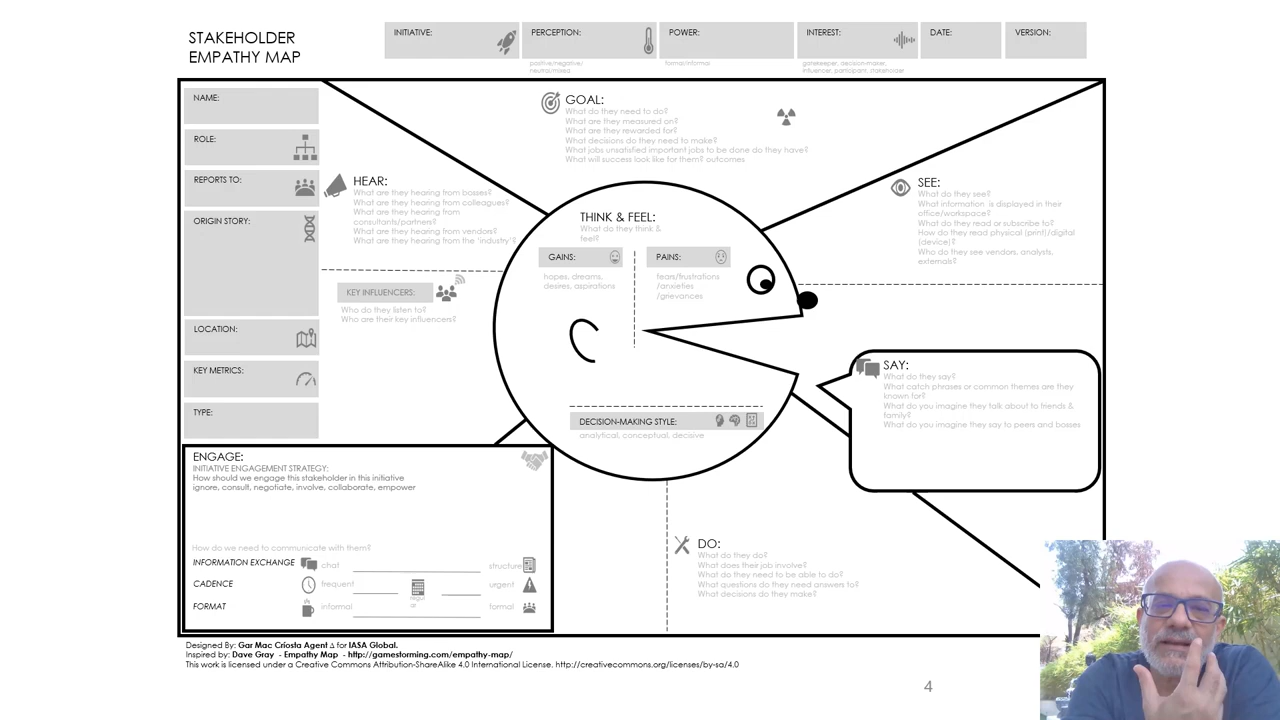 STAKEHOLDER
EMPATHY MAP
INITIATIVE:
PERCEPTION:
POWER:
INTEREST:
DATE:
VERSION:
positive/negative/
neutral/mixed
formal/informal
gatekeeper, decision-maker,
influencer, participant, stakeholder
NAME:
ROLE:
REPORTS TO:
ORIGIN STORY:
LOCATION:
KEY METRICS:
TYPE:
GOAL:
What do they need to do?
What are they measured on?
What are they rewarded for?
What decisions do they need to make?
What jobs unsatisfied important jobs to be done do they have?
What will success look like for them? outcomes
HEAR:
What are they hearing from bosses?
What are they hearing from colleagues?
What are they hearing from
consultants/partners?
What are they hearing from vendors?
What are they hearing from the 'industry'?
KEY INFLUENCERS:
Who do they listen to?
Who are their key influencers?
THINK & FEEL:
What do they think &
feel?
GAINS:
hopes, dreams,
desires, aspirations
PAINS:
fears/frustrations
/anxieties
/grievances
DECISION-MAKING STYLE:
analytical, conceptual, decisive
SEE:
What do they see?
What information is displayed in their
office/workspace?
What do they read or subscribe to?
How do they read physical (print)/digital
(device)?
Who do they see vendors, analysts,
externals?
SAY:
What do they say?
What catch phrases or common themes are they
known for?
What do you imagine they talk about to friends &
family?
What do you imagine they say to peers and bosses
DO:
What do they do?
What does their job involve?
What do they need to be able to do?
What questions do they need answers to?
What decisions do they make?
ENGAGE:
INITIATIVE ENGAGEMENT STRATEGY:
How should we engage this stakeholder in this initiative
ignore, consult, negotiate, involve, collaborate, empower
How do we need to communicate with them?
INFORMATION EXCHANGE chat structure
CADENCE frequent regul
ar urgent
FORMAT informal formal
Designed By: Gar Mac Críosta Agent Δ for IASA Global.
Inspired by: Dave Gray - Empathy Map - http://gamestorming.com/empathy-map/
This work is licensed under a Creative Commons Attribution-ShareAlike 4.0 International License. http://creativecommons.org/licenses/by-sa/4.0
4